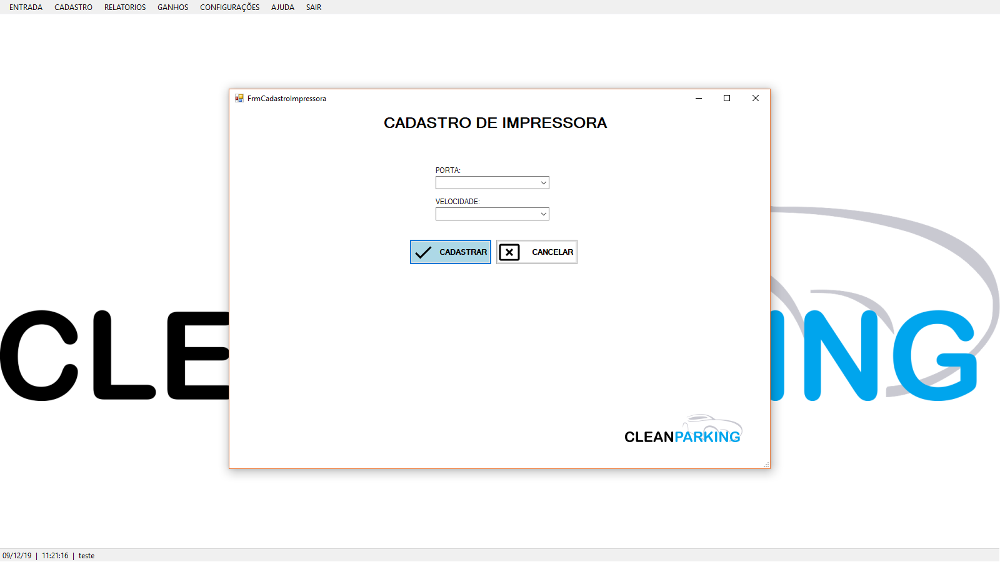 ENTRADA CADASTRO RELATORIOS GANHOS CONFIGURAÇÕES AJUDA SAIR
FrmCadastroImpressora
CADASTRO DE IMPRESSORA
PORTA:
VELOCIDADE:
CADASTRAR CANCELAR
CLE ING
CLEANPARKING
09/12/19 | 11:21:16 | teste